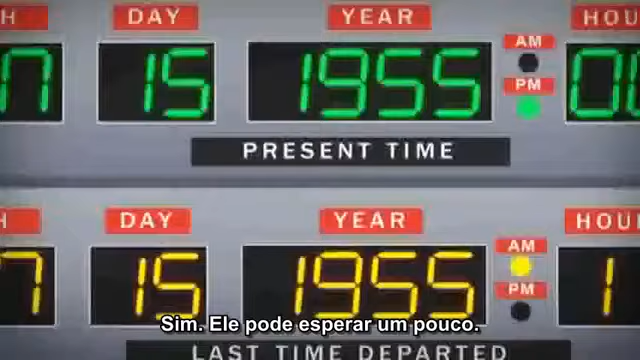 DAY YEAR AM
15 1955 PM
PRESENT TIME
DAY YEAR AM
15 1955 PM
Sim. Ele pode esperar um pouco.
LAST TIME DEPARTED